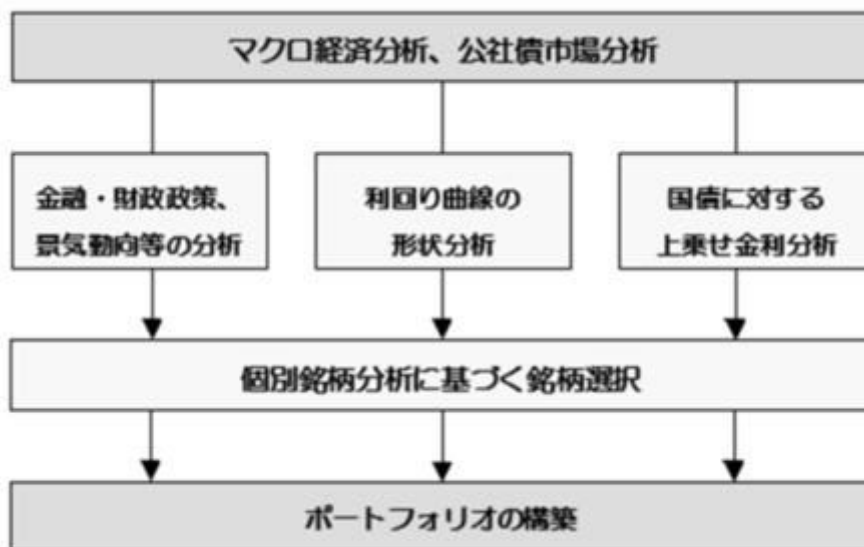 マクロ経済分析、公社債市場分析
金融・財政政策、
景気動向等の分析
利回り曲線の
形状分析
国債に対する
上乗せ金利分析
個別銘柄分析に基づく銘柄選択
ポートフォリオの構築